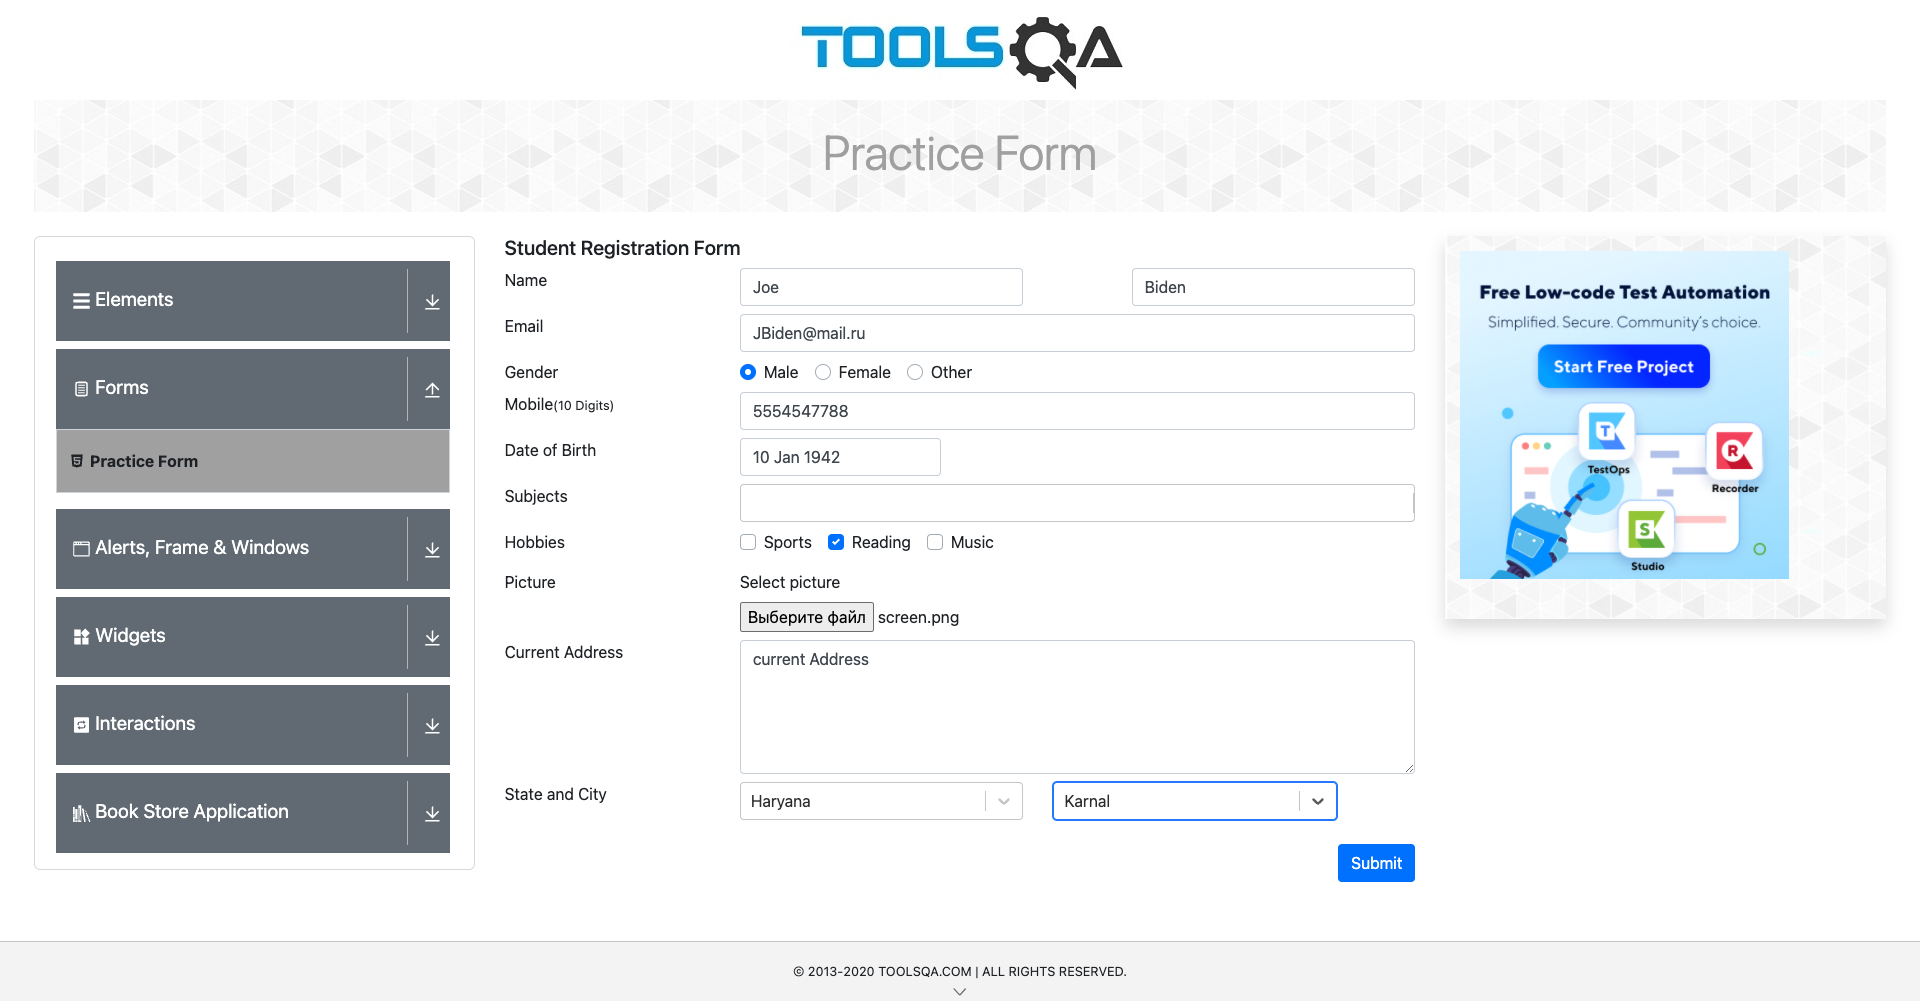 TOOLSQA
Practice Form
Elements
Forms
Practice Form
Alerts, Frame & Windows
Widgets
Interactions
Book Store Application
Student Registration Form
Name
Joe
Biden
Email
JBiden@mail.ru
Gender
Male
Female
Other
Mobile(10 Digits)
5554547788
Date of Birth
10 Jan 1942
Subjects
Hobbies
Sports
Reading
Music
Picture
Select picture
Выберите файл screen.png
Current Address
current Address
State and City
Haryana
Karnal
Submit
Free Low-code Test Automation
Simplified. Secure. Community's choice.
Start Free Project
T
TestOps
R
Recorder
S
Studio
© 2013-2020 TOOLSQA.COM | ALL RIGHTS RESERVED.